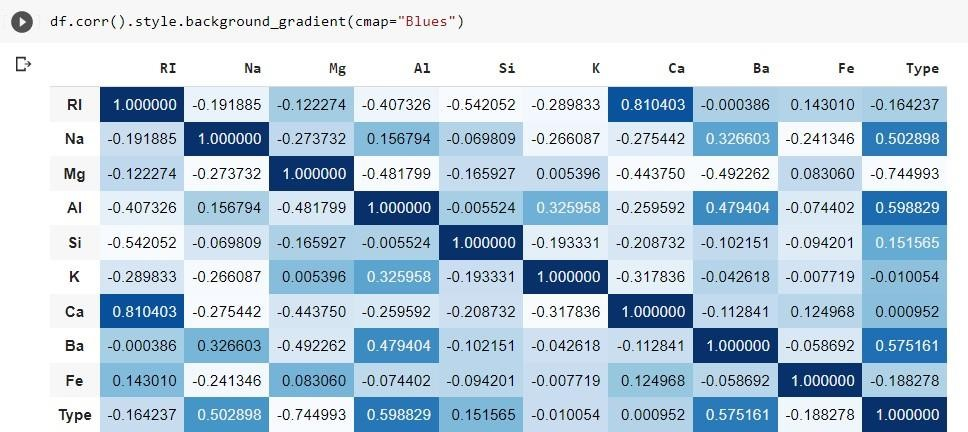 df.corr().style.background_gradient(cmap="Blues")
RI Na Mg Al Si K Ca Ba Fe Type
RI 1.000000 -0.191885 -0.122274 -0.407326 -0.542052 -0.289833 0.810403 -0.000386 0.143010 -0.164237
Na -0.191885 1.000000 -0.273732 0.156794 -0.069809 -0.266087 -0.275442 0.326603 -0.241346 0.502898
Mg -0.122274 -0.273732 1.000000 -0.481799 -0.165927 0.005396 -0.443750 -0.492262 0.083060 -0.744993
Al -0.407326 0.156794 -0.481799 1.000000 -0.005524 0.325958 -0.259592 0.479404 -0.074402 0.598829
Si -0.542052 -0.069809 -0.165927 -0.005524 1.000000 -0.193331 -0.208732 -0.102151 -0.094201 0.151565
K -0.289833 -0.266087 0.005396 0.325958 -0.193331 1.000000 -0.317836 -0.042618 -0.007719 -0.010054
Ca 0.810403 -0.275442 -0.443750 -0.259592 -0.208732 -0.317836 1.000000 -0.112841 0.124968 0.000952
Ba -0.000386 0.326603 -0.492262 0.479404 -0.102151 -0.042618 -0.112841 1.000000 -0.058692 0.575161
Fe 0.143010 -0.241346 0.083060 -0.074402 -0.094201 -0.007719 0.124968 -0.058692 1.000000 -0.188278
Type -0.164237 0.502898 -0.744993 0.598829 0.151565 -0.010054 0.000952 0.575161 -0.188278 1.000000